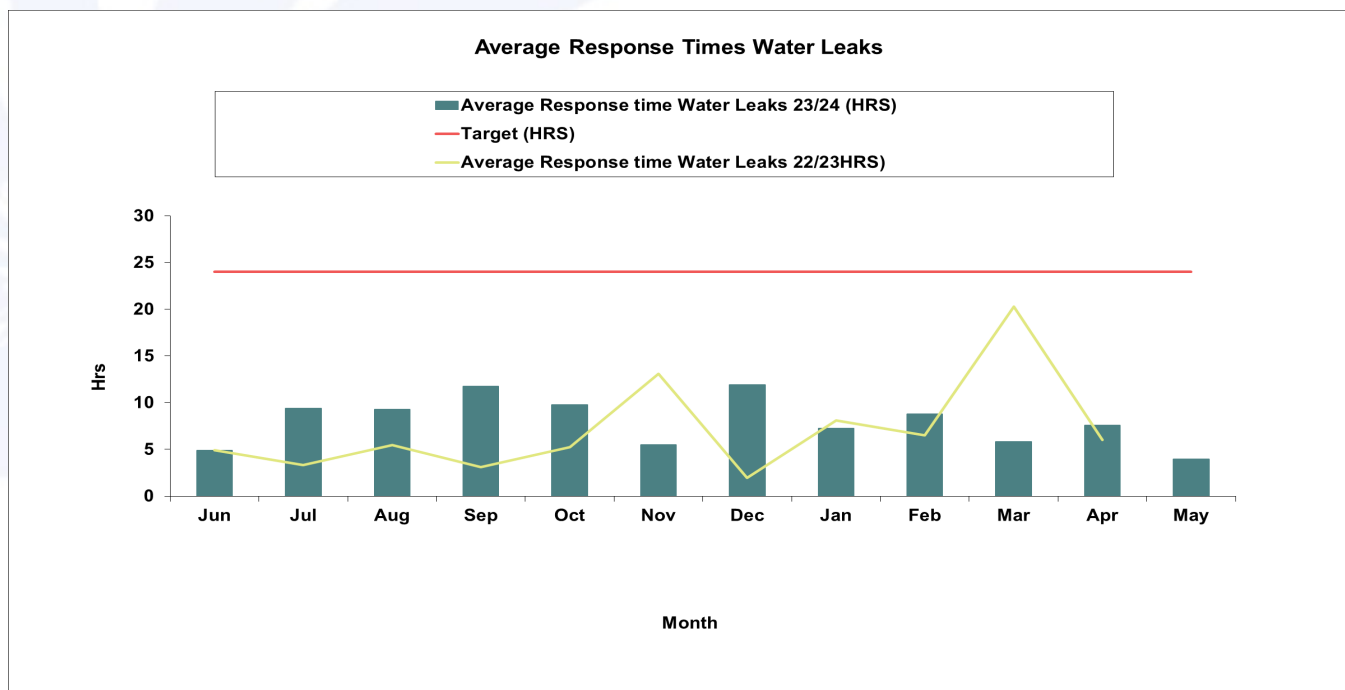 Average Response Times Water Leaks
Average Response time Water Leaks 23/24 (HRS)
Target (HRS)
Average Response time Water Leaks 22/23HRS)
30
25
20
15
10
5
0
Hrs
Jun Jul Aug Sep Oct Nov Dec Jan Feb Mar Apr May
Month